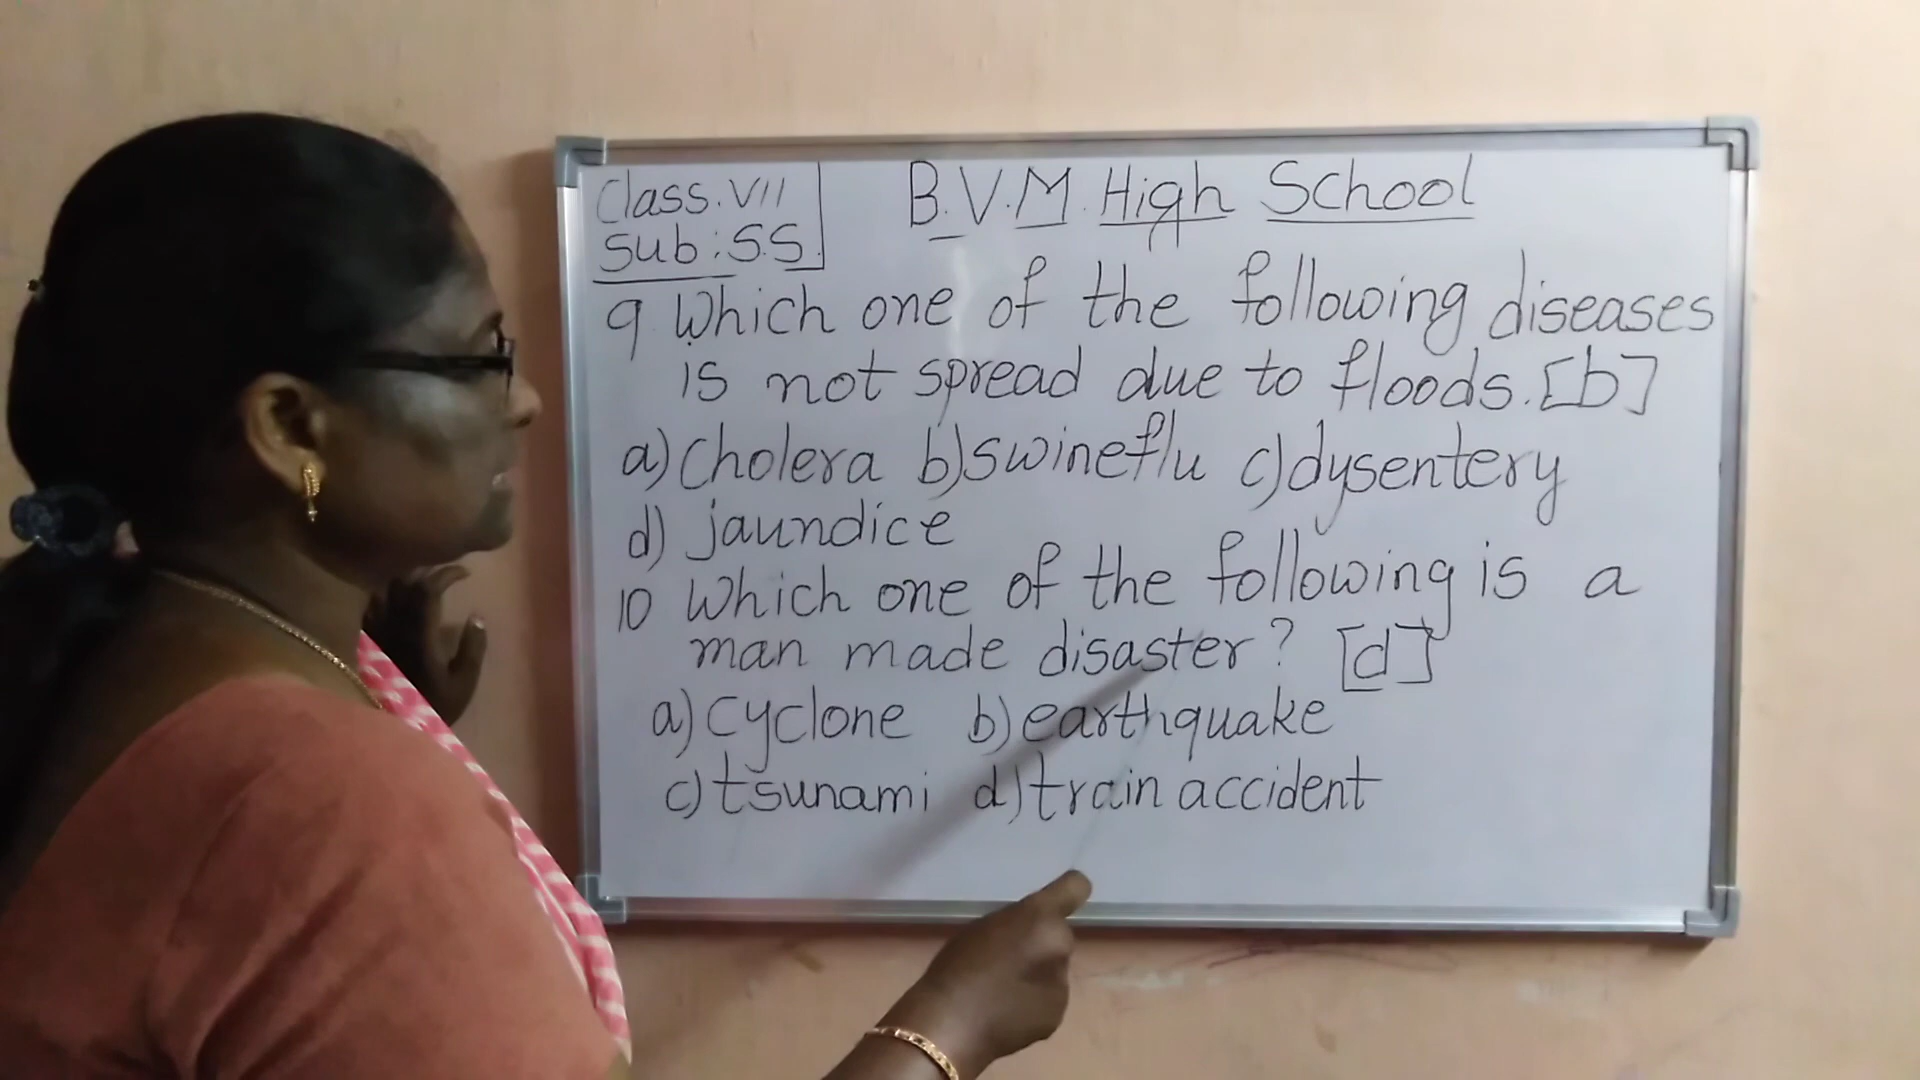 Class.VII
Sub:S.S.
B.V.M. High School
9 Which one of the following diseases
is not spread due to floods.[b]
a) Cholera b) swineflu c) dysentery
d) jaundice
10 Which one of the following is a
man made disaster? [d]
a) cyclone b) earthquake
c) tsunami d) train accident